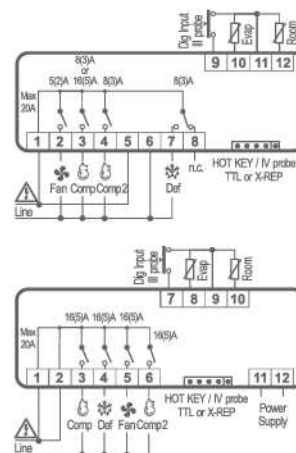 Dig Input
III probe
Evap
Room
9 10 11 12
8(3)A
or
5(2)A 16(5)A 8(3)A 8(3)A
Max
20A
1 2 3 4 5 6 7 8
Fan Comp Comp2 Def n.c.
HOT KEY / IV probe
TTL or X-REP
Line
Dig Input
III probe
Evap
Room
7 8 9 10
16(5)A 16(5)A 16(5)A
16(5)A
Max
20A
1 2 3 4 5 6 11 12
Comp Def Fan Comp2
HOT KEY / IV probe
TTL or X-REP
Power
Supply
Line